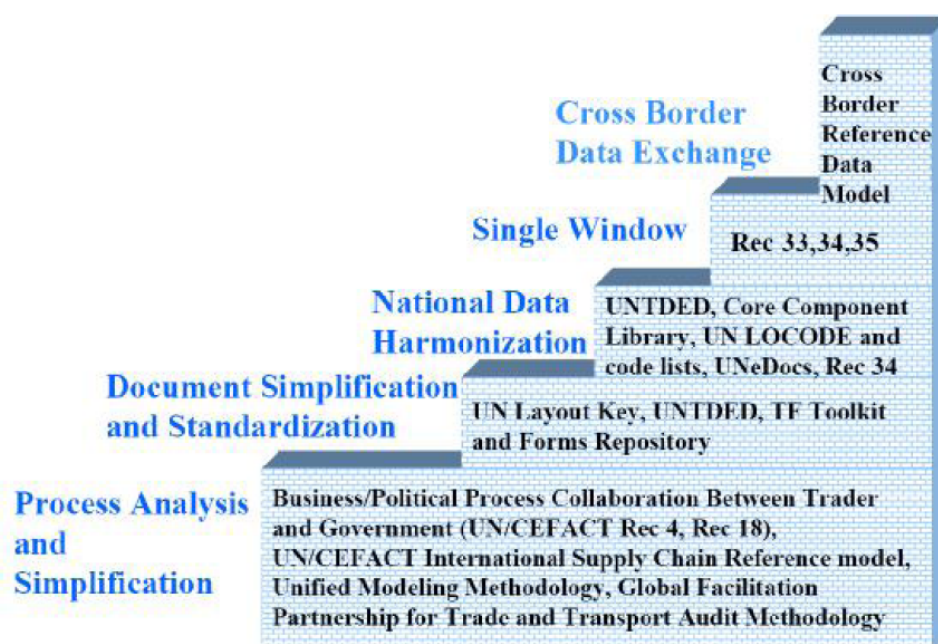 Cross Border
Data Exchange
Cross
Border
Reference
Data
Model
Single Window
Rec 33,34,35
National Data
Harmonization
UNTDED, Core Component
Library, UN LOCODE and
code lists, UNeDocs, Rec 34
Document Simplification
and Standardization
UN Layout Key, UNTDED, TF Toolkit
and Forms Repository
Process Analysis
and
Simplification
Business/Political Process Collaboration Between Trader
and Government (UN/CEFACT Rec 4, Rec 18),
UN/CEFACT International Supply Chain Reference model,
Unified Modeling Methodology, Global Facilitation
Partnership for Trade and Transport Audit Methodology